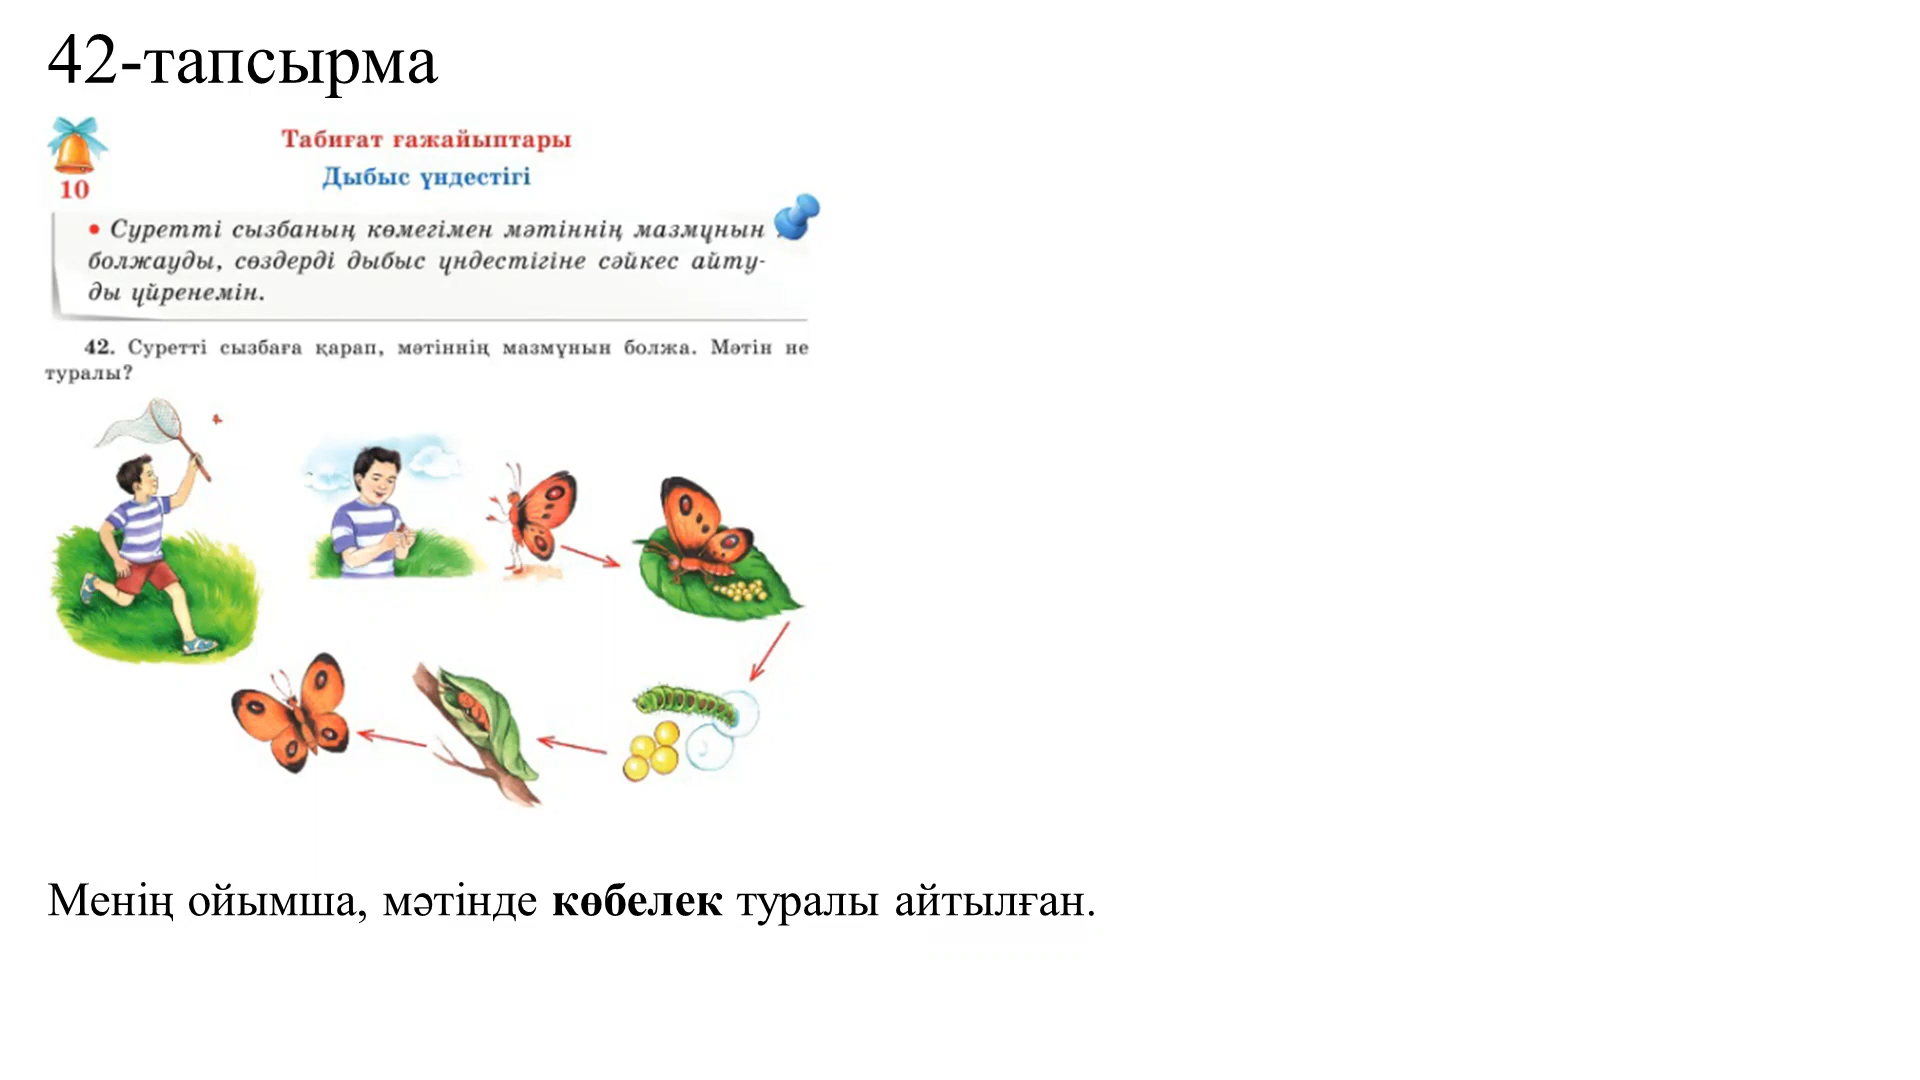 42-тапсырма
Табиғат ғажайыптары
Дыбыс үндестігі
10
• Суретті сызбаның көмегімен мәтіннің мазмұнын
болжауды, сөздерді дыбыс үндестігіне сәйкес айту-
ды үйренемін.
42. Суретті сызбаға қарап, мәтіннің мазмұнын болжа. Мәтін не
туралы?
Менің ойымша, мәтінде көбелек туралы айтылған.